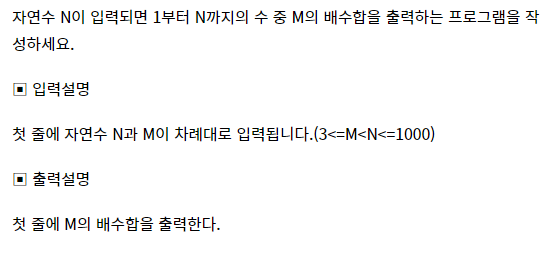 자연수 N이 입력되면 1부터 N까지의 수 중 M의 배수합을 출력하는 프로그램을 작
성하세요.
▣ 입력설명
첫 줄에 자연수 N과 M이 차례대로 입력됩니다.(3<=M<N<=1000)
▣ 출력설명
첫 줄에 M의 배수합을 출력한다.